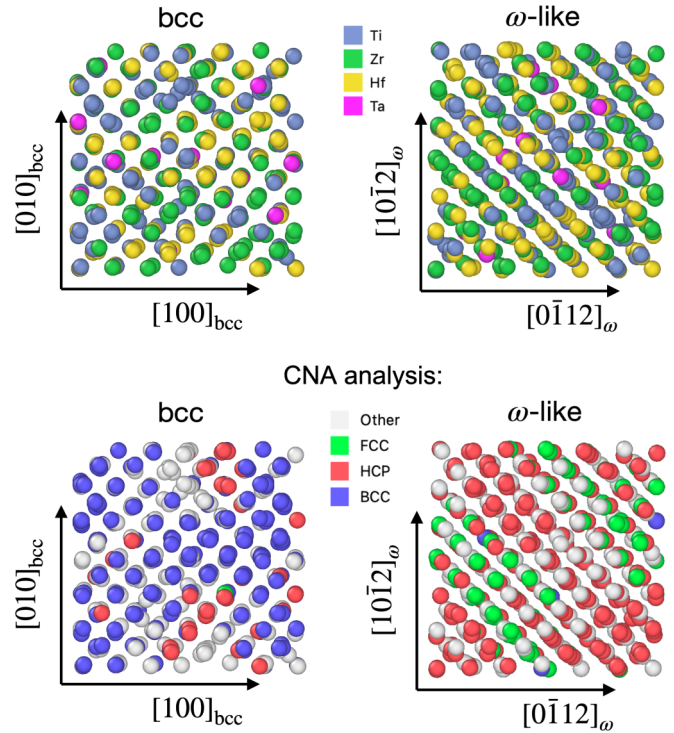 bcc
ω-like
Ti
Zr
Hf
Ta
[010]bcc
[100]bcc
[101̄2]ω
[01̄12]ω
CNA analysis:
bcc
ω-like
Other
FCC
HCP
BCC
[010]bcc
[100]bcc
[101̄2]ω
[01̄12]ω